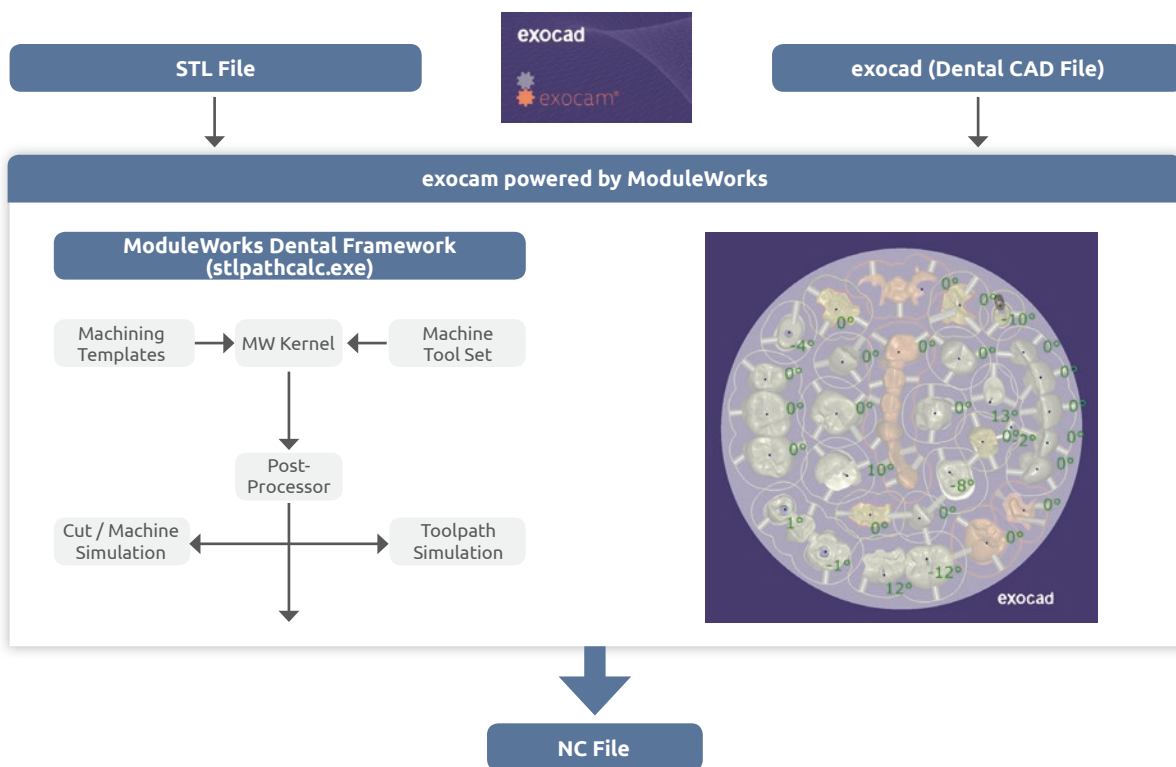 exocad
exocam®
STL File
exocad (Dental CAD File)
exocam powered by ModuleWorks
ModuleWorks Dental Framework
(stlpathcalc.exe)
Machining
Templates
MW Kernel
Machine
Tool Set
Post-
Processor
Cut / Machine
Simulation
Toolpath
Simulation
0°
0°
0°
-10°
-4°
0°
0°
0°
0°
0°
0°
0°
0°
13°
0°
0°
0°
10°
-8°
0°
1°
0°
0°
0°
0°
-1°
12°
-12°
exocad
NC File